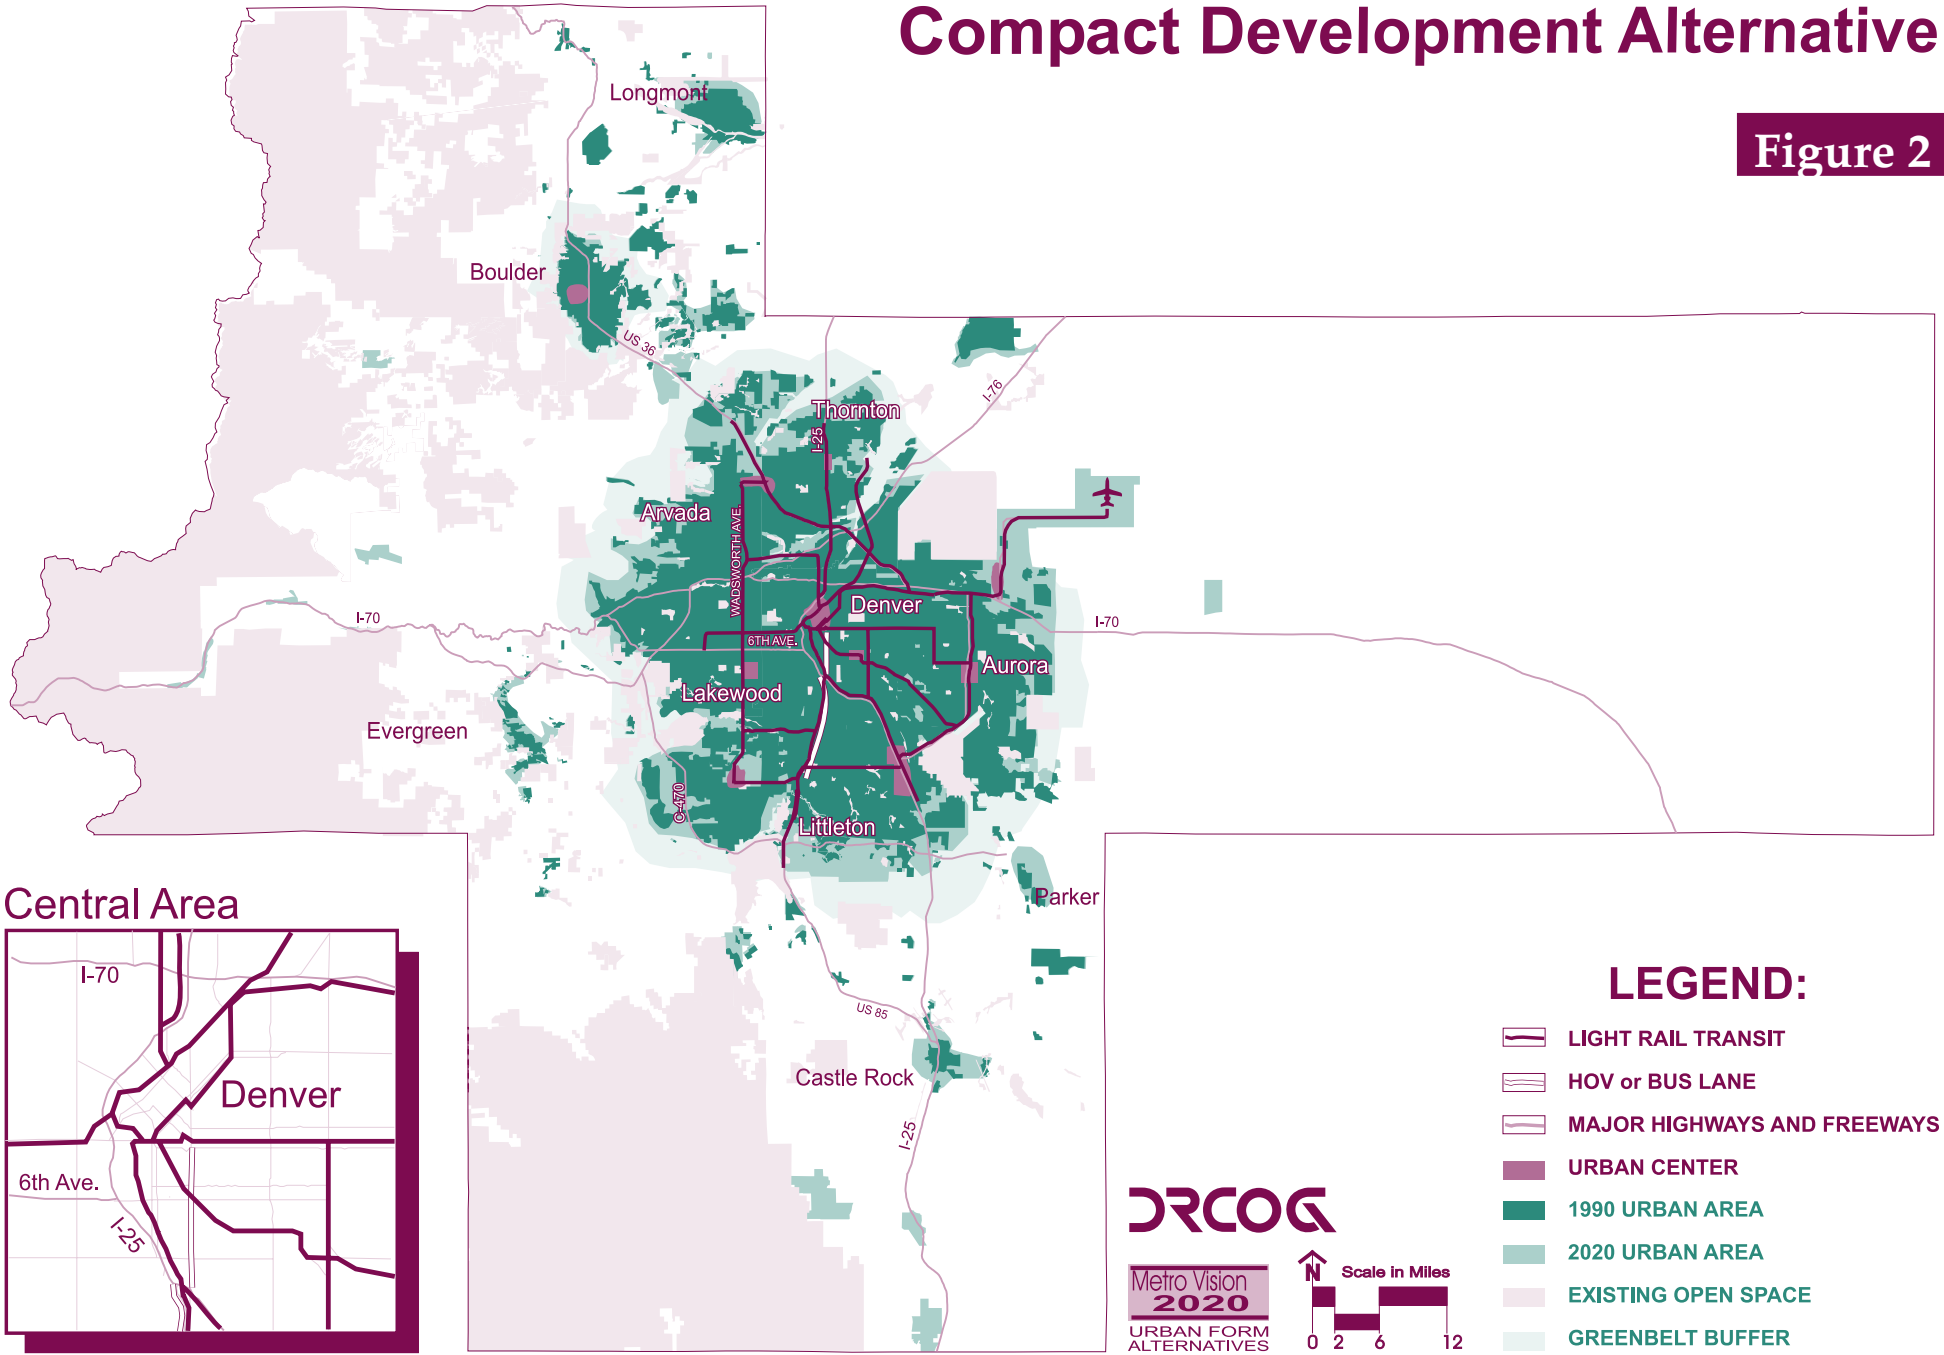 Compact Development Alternative
Figure 2
Longmont
Boulder
US 36
I-76
Thornton
I-25
Arvada
WADSWORTH AVE.
Denver
I-70
I-70
6TH AVE.
Aurora
Lakewood
Evergreen
C-470
Littleton
Parker
US 85
Castle Rock
I-25
Central Area
I-70
Denver
6th Ave.
I-25
LEGEND:
LIGHT RAIL TRANSIT
HOV or BUS LANE
MAJOR HIGHWAYS AND FREEWAYS
URBAN CENTER
1990 URBAN AREA
2020 URBAN AREA
EXISTING OPEN SPACE
GREENBELT BUFFER
DRCOG
Metro Vision
2020
URBAN FORM
ALTERNATIVES
N
Scale in Miles
0 2 6 12